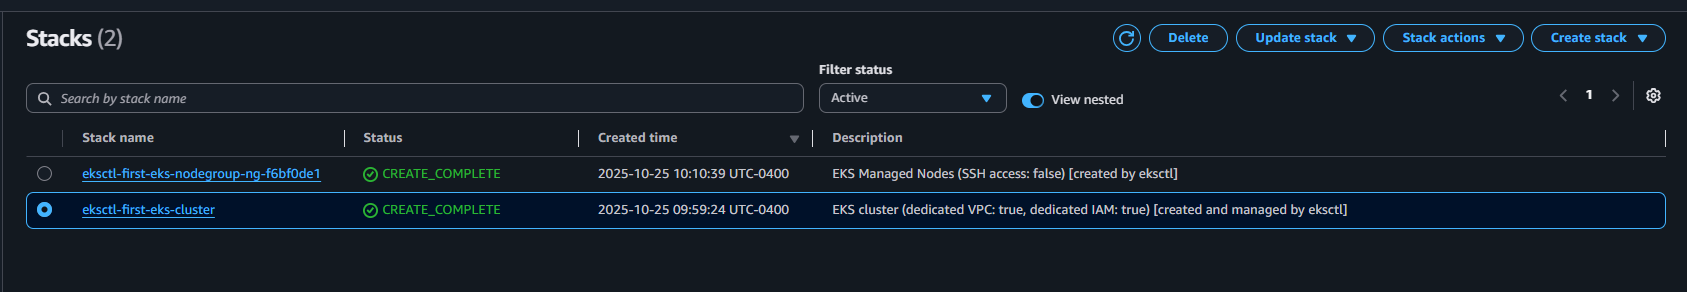 Stacks (2)
Delete
Update stack
Stack actions
Create stack
Filter status
Search by stack name
Active
View nested
1
Stack name
Status
Created time
Description
eksctl-first-eks-nodegroup-ng-f6bf0de1
CREATE_COMPLETE
2025-10-25 10:10:39 UTC-0400
EKS Managed Nodes (SSH access: false) [created by eksctl]
eksctl-first-eks-cluster
CREATE_COMPLETE
2025-10-25 09:59:24 UTC-0400
EKS cluster (dedicated VPC: true, dedicated IAM: true) [created and managed by eksctl]